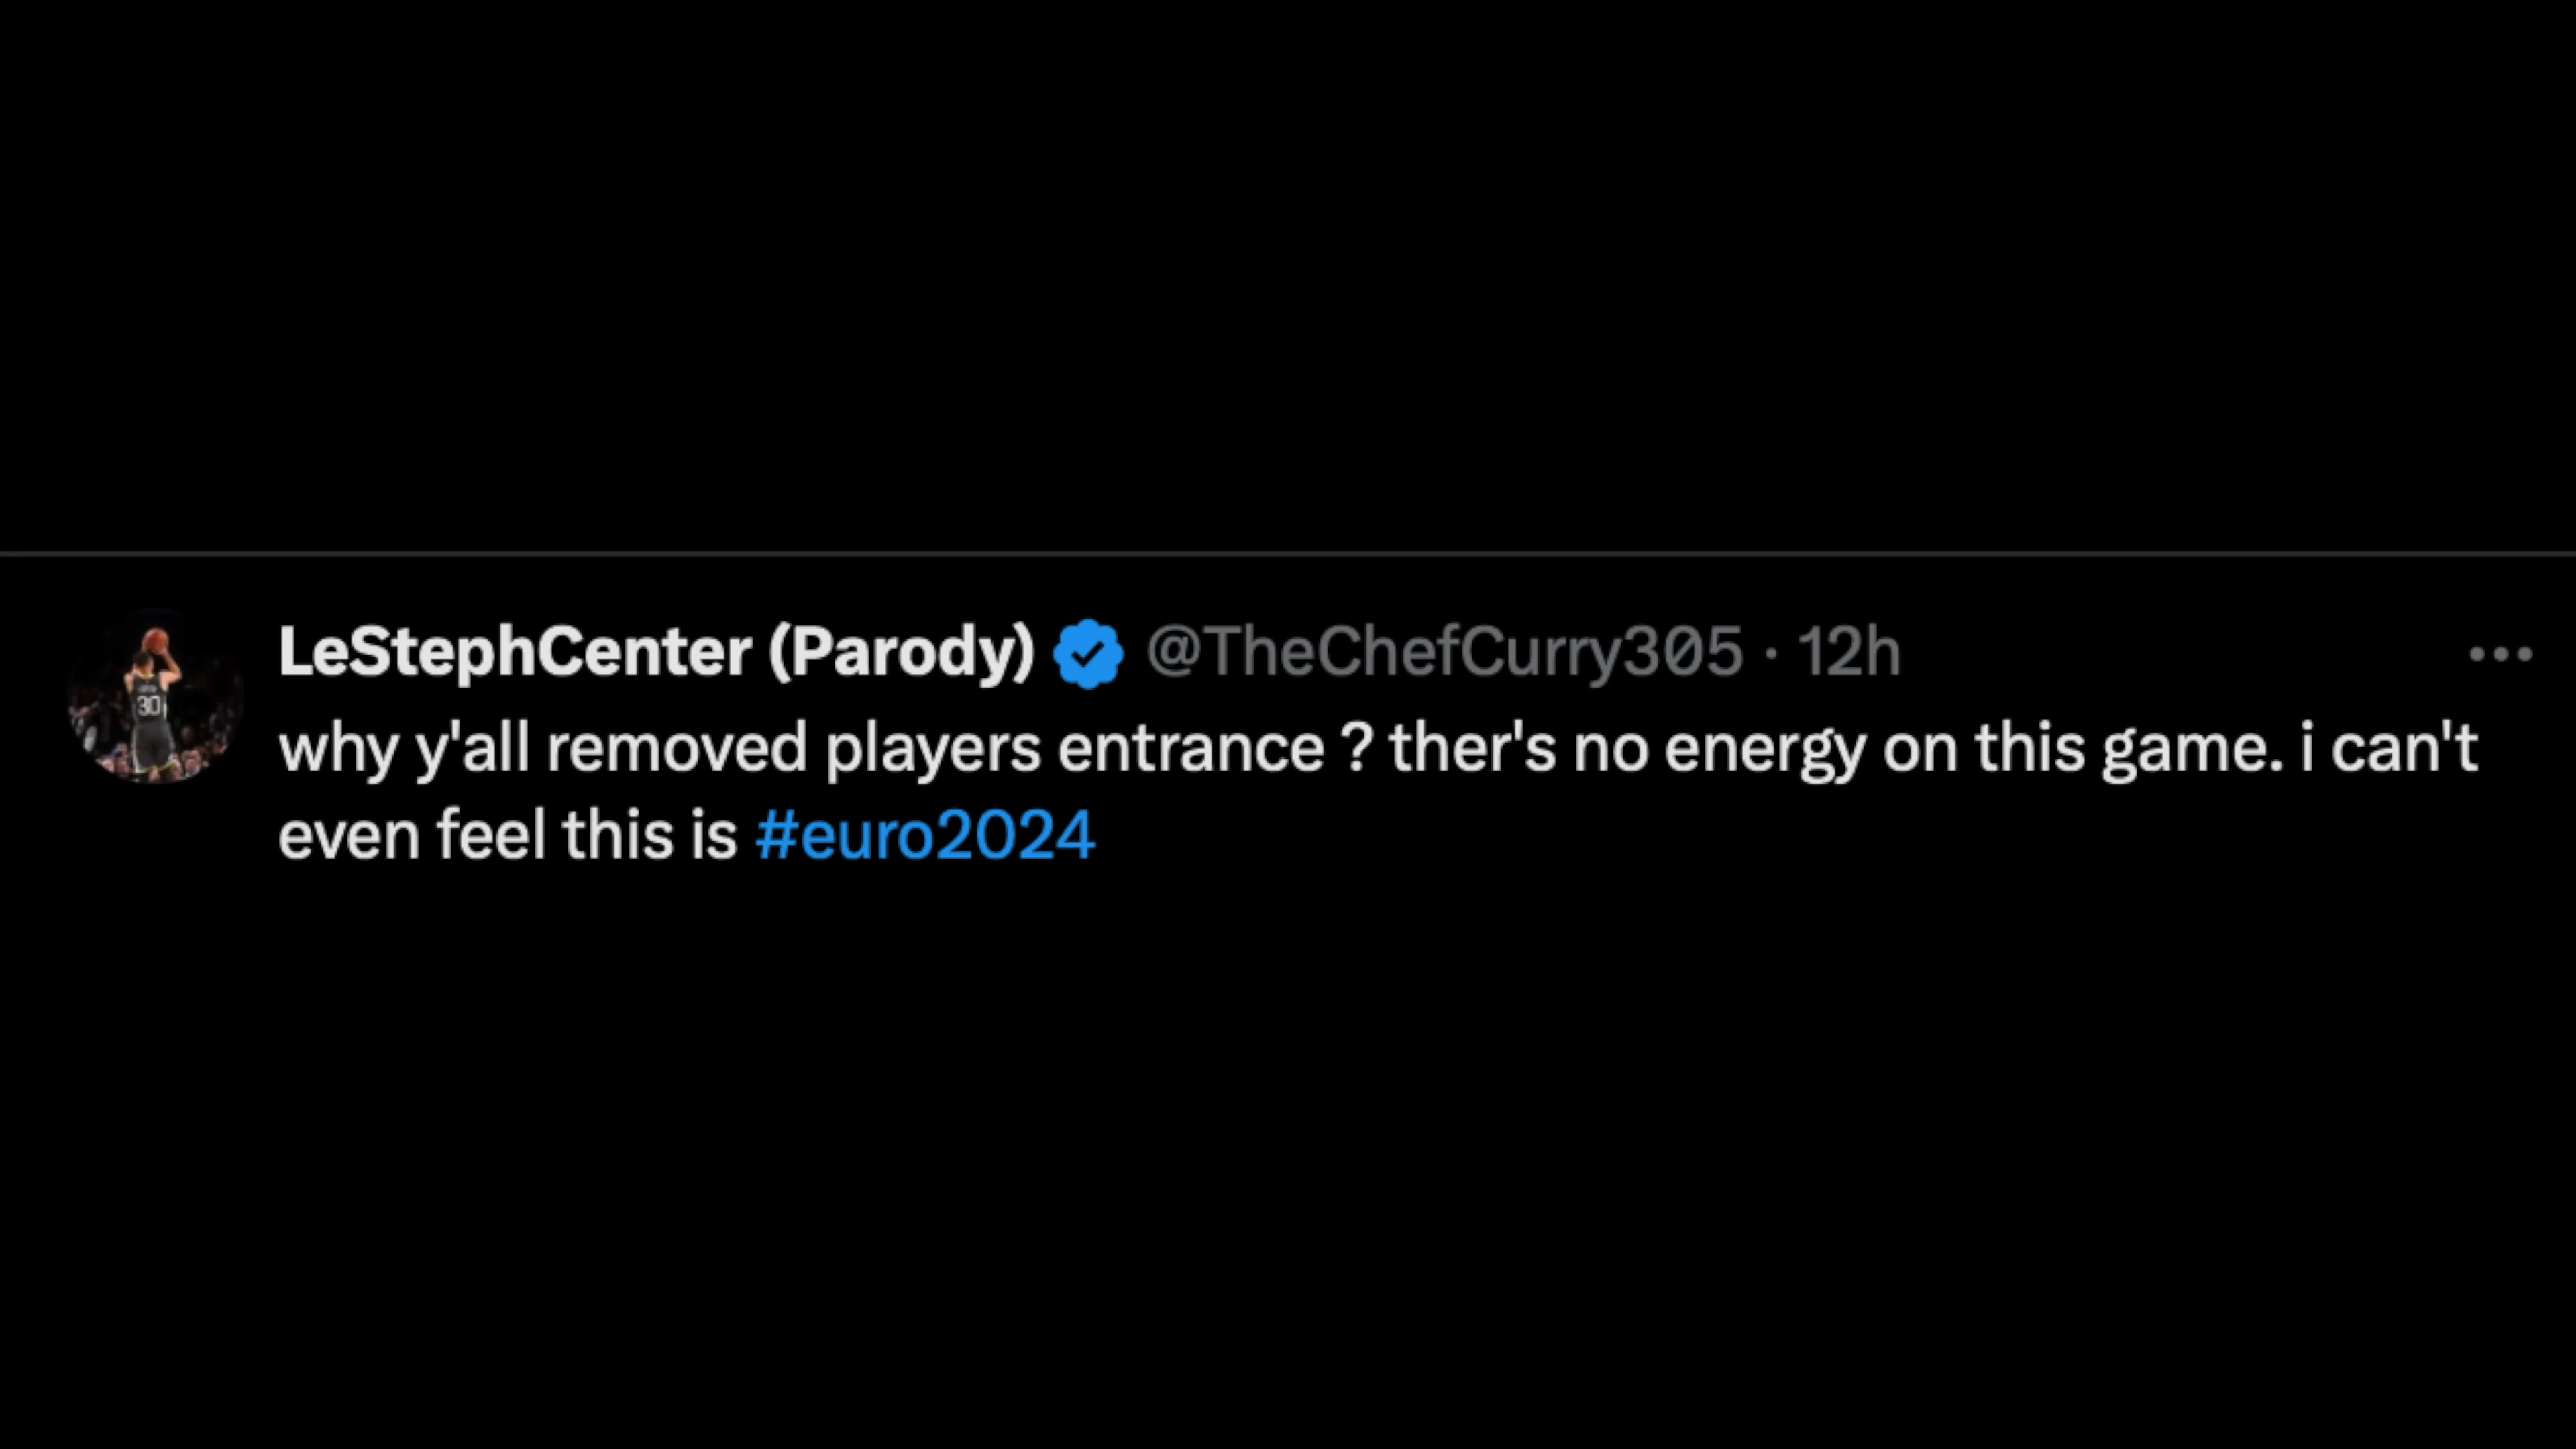 LeStephCenter (Parody) @TheChefCurry305 · 12h
why y'all removed players entrance ? ther's no energy on this game. i can't
even feel this is #euro2024
30